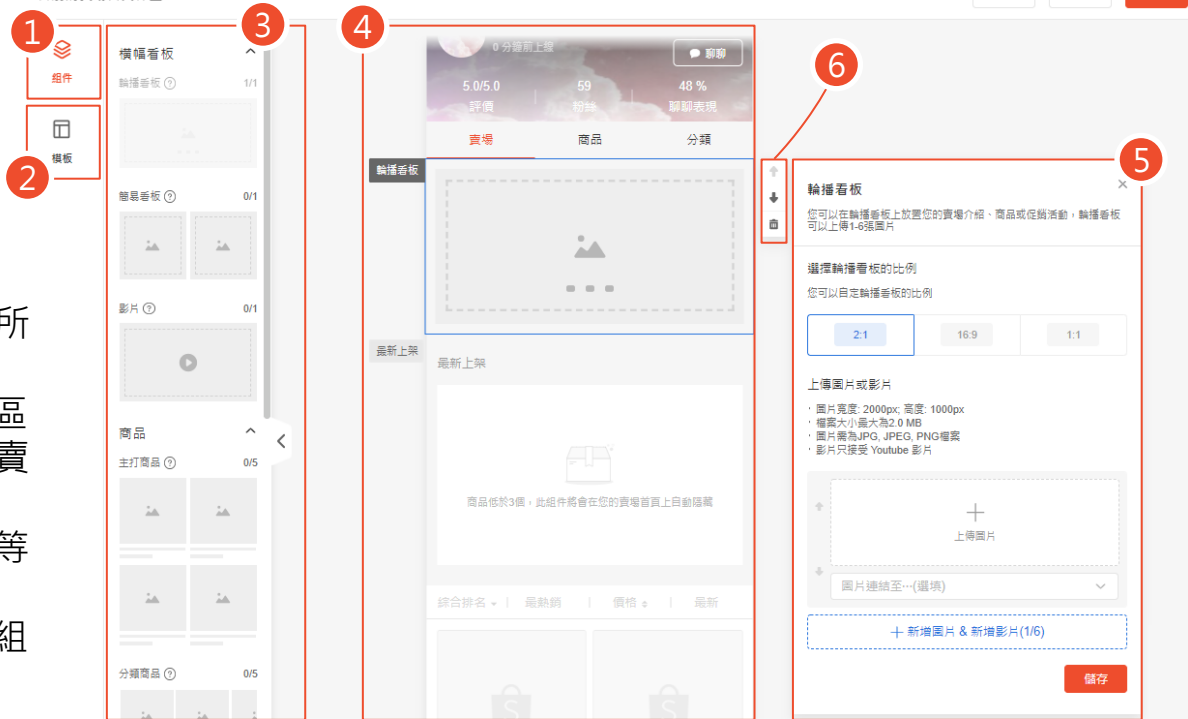 1
組件
2
模板
所
區
賣
等
組
3
橫幅看板
輪播看板 ? 1/1
簡易看板 ? 0/1
影片 ? 0/1
商品
主打商品 ? 0/5
分類商品 ? 0/5
4
0 分鐘前上線
聊聊
5.0/5.0 59 48 %
評價 粉絲 聊聊表現
賣場 商品 分類
輪播看板
最新上架
最新上架
商品低於3個，此組件將會在您的賣場首頁上自動隱藏
綜合排名 | 最熱銷 | 價格 | 最新
S S
6
5
輪播看板
您可以在輪播看板上放置您的賣場介紹、商品或促銷活動，輪播看板
可以上傳1-6張圖片
選擇輪播看板的比例
您可以自定輪播看板的比例
2:1 16:9 1:1
上傳圖片或影片
· 圖片寬度: 2000px; 高度: 1000px
· 檔案大小最大為2.0 MB
· 圖片需為JPG, JPEG, PNG檔案
· 影片只接受 Youtube 影片
上傳圖片
圖片連結至…(選填)
＋ 新增圖片 & 新增影片(1/6)
儲存